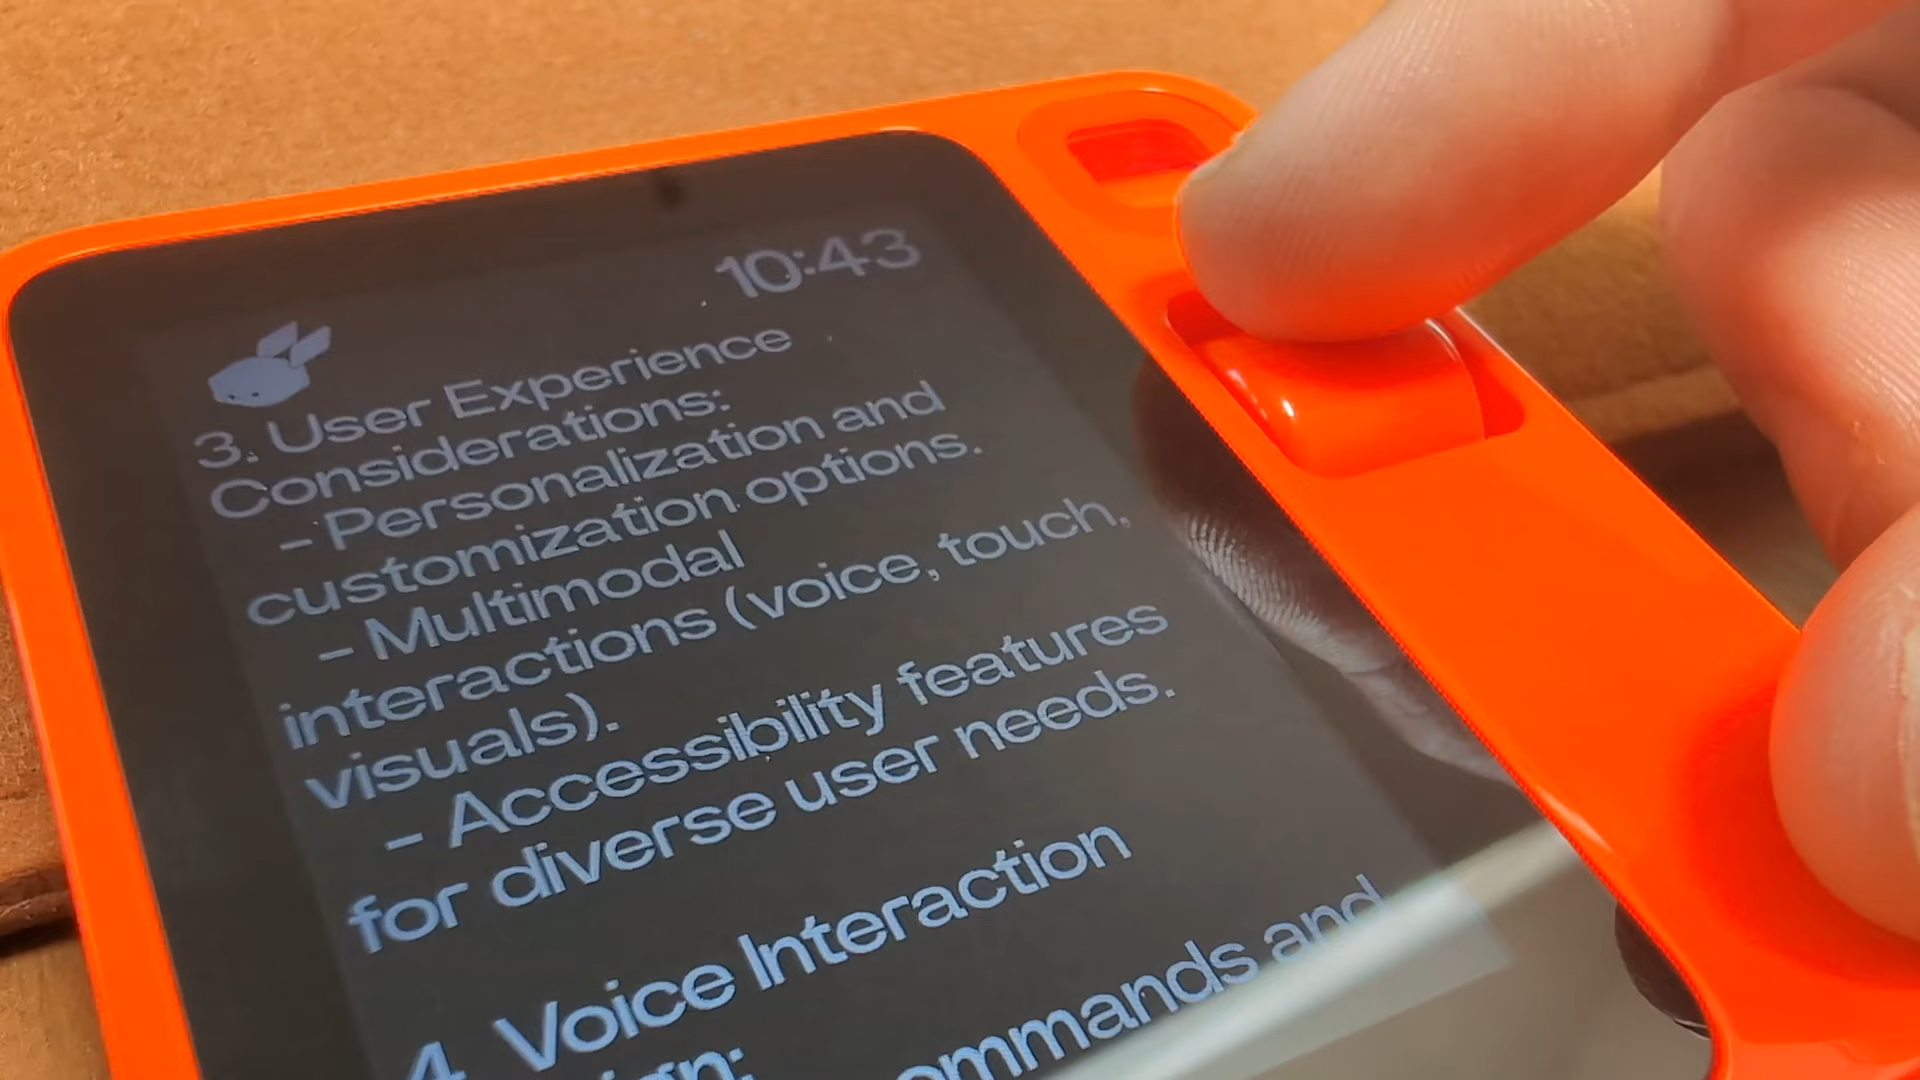 10:43
3. User Experience
Considerations:
– Personalization and
customization options.
– Multimodal
interactions (voice, touch,
visuals).
– Accessibility features
for diverse user needs.
4. Voice Interaction
and